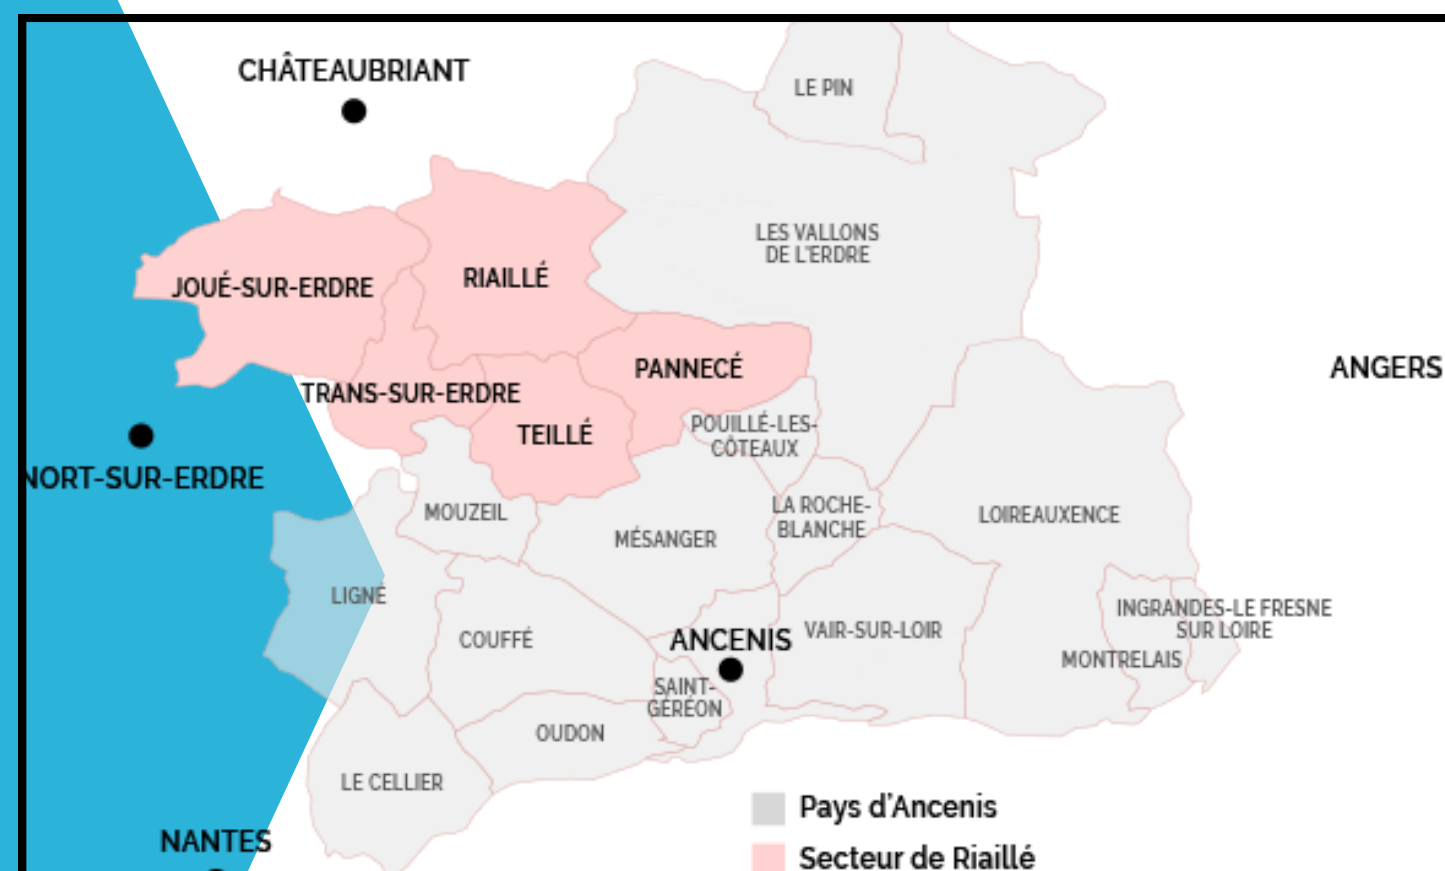 CHÂTEAUBRIANT
LE PIN
LES VALLONS
DE L'ERDRE
RIAILLÉ
JOUÉ-SUR-ERDRE
PANNECÉ
ANGERS
TRANS-SUR-ERDRE
TEILLÉ
POUILLÉ-LES-
CÔTEAUX
NORT-SUR-ERDRE
MOUZEIL
LA ROCHE-
BLANCHE
LOIREAUXENCE
MÉSANGER
LIGNÉ
INGRANDES-LE FRESNE
SUR LOIRE
COUFFÉ
ANCENIS
VAIR-SUR-LOIR
MONTRELAIS
SAINT-
GÉRÉON
OUDON
LE CELLIER
Pays d'Ancenis
NANTES
Secteur de Riaillé